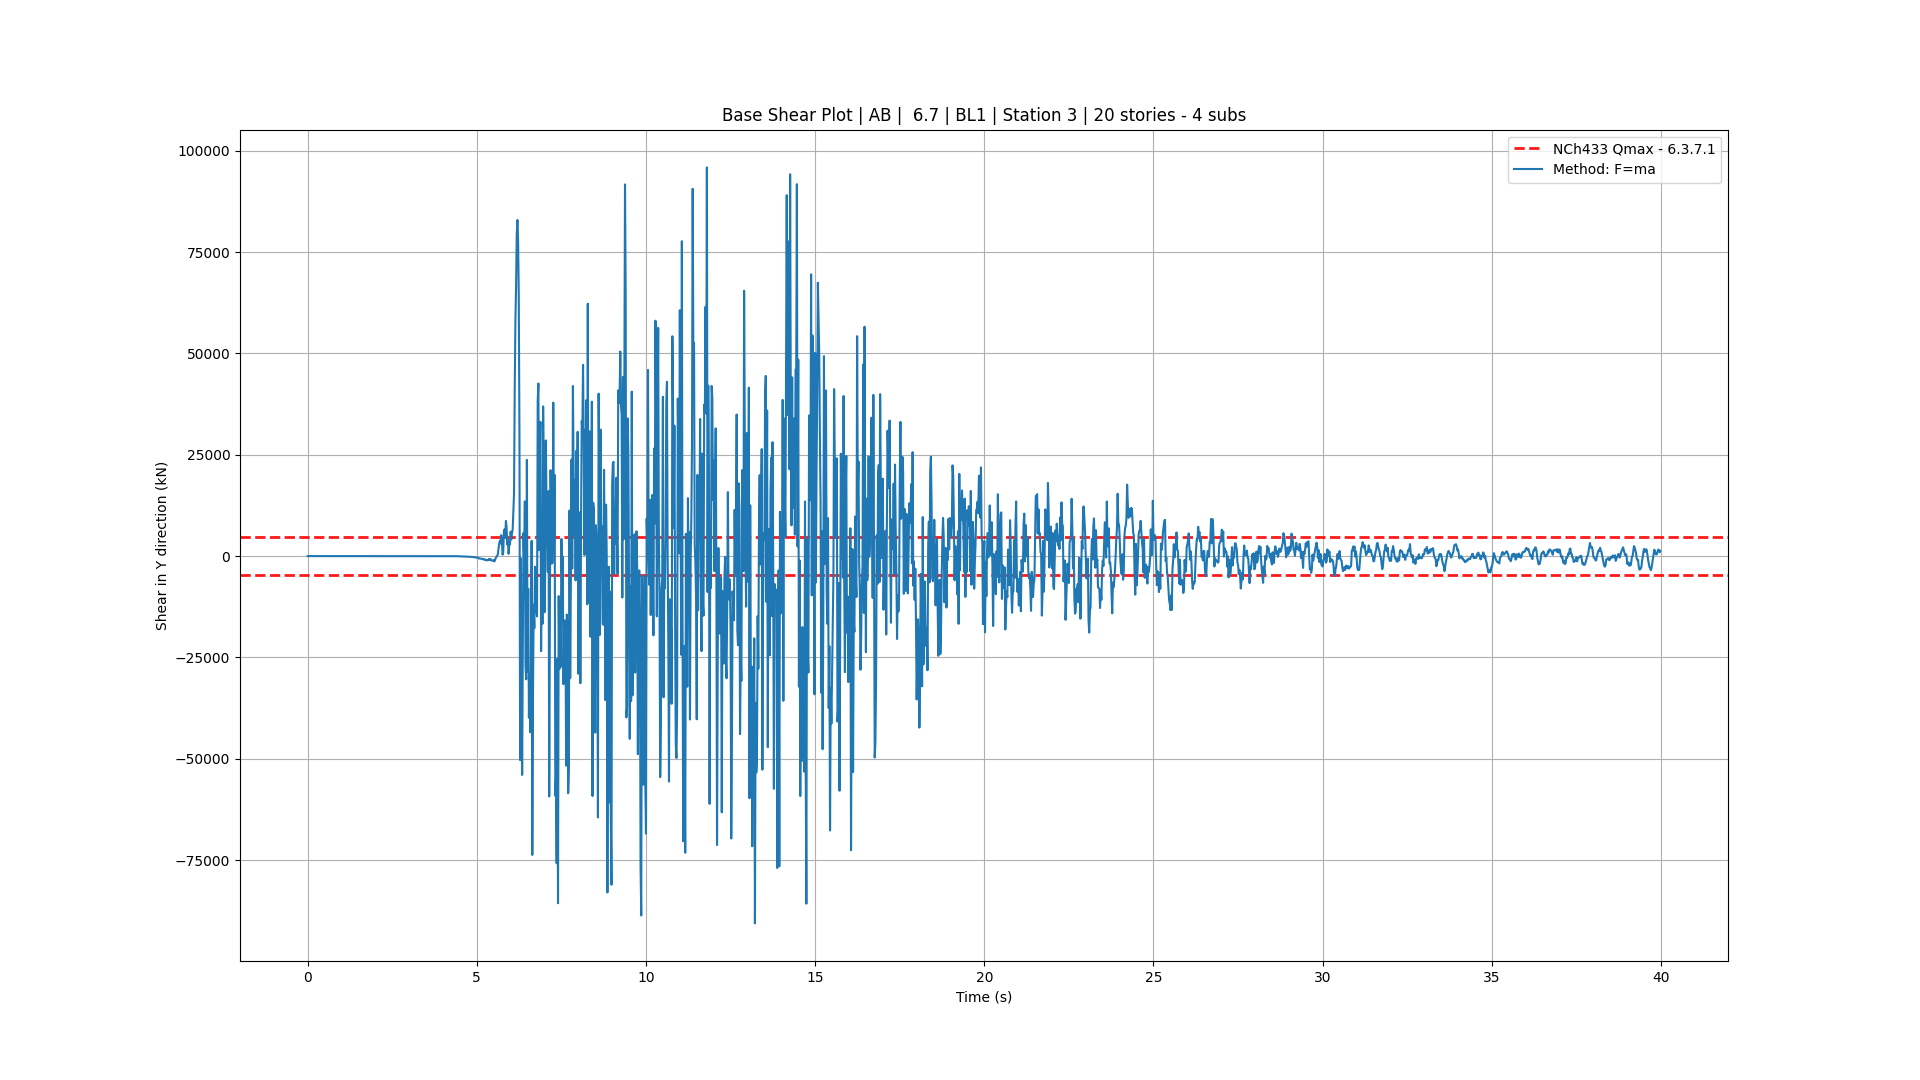 Base Shear Plot | AB |  6.7 | BL1 | Station 3 | 20 stories - 4 subs
NCh433 Qmax - 6.3.7.1
Method: F=ma
100000
75000
50000
25000
0
−25000
−50000
−75000
Shear in Y direction (kN)
0 5 10 15 20 25 30 35 40
Time (s)